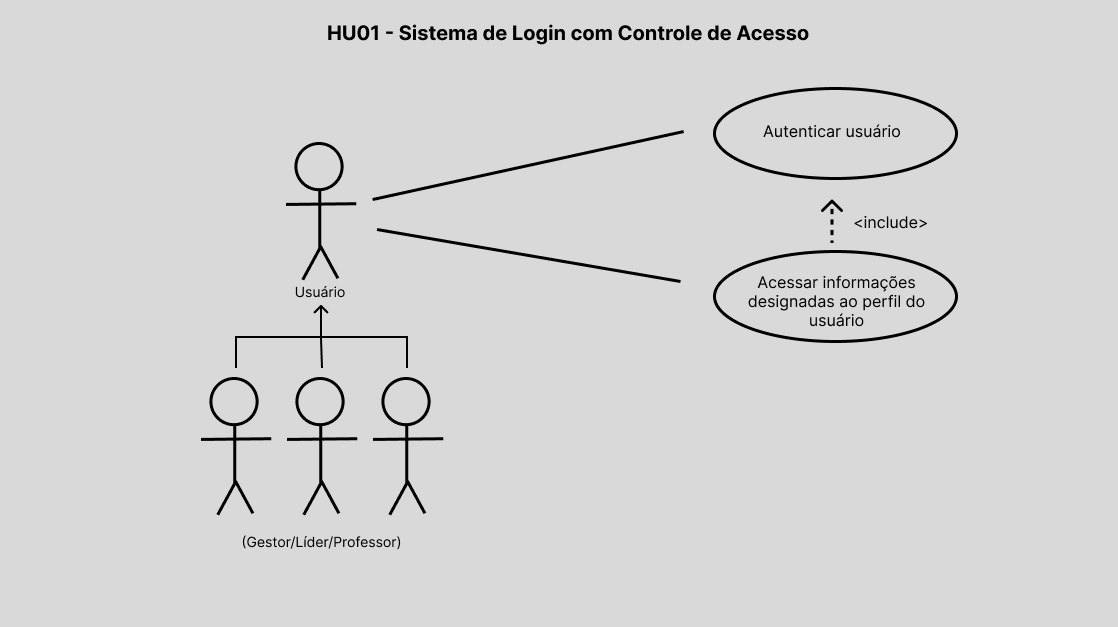 HU01 - Sistema de Login com Controle de Acesso
Autenticar usuário
<include>
Acessar informações
designadas ao perfil do
usuário
Usuário
(Gestor/Líder/Professor)